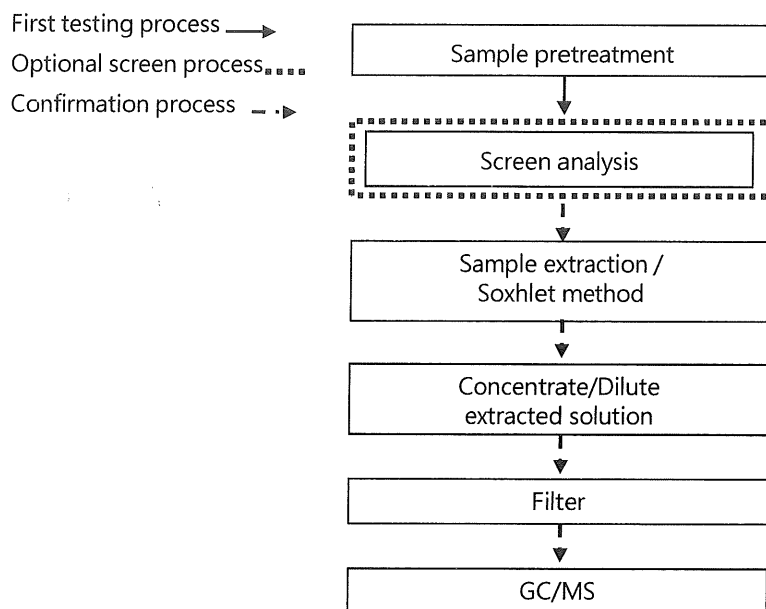 First testing process
Optional screen process
Confirmation process
Sample pretreatment
Screen analysis
Sample extraction /
Soxhlet method
Concentrate/Dilute
extracted solution
Filter
GC/MS